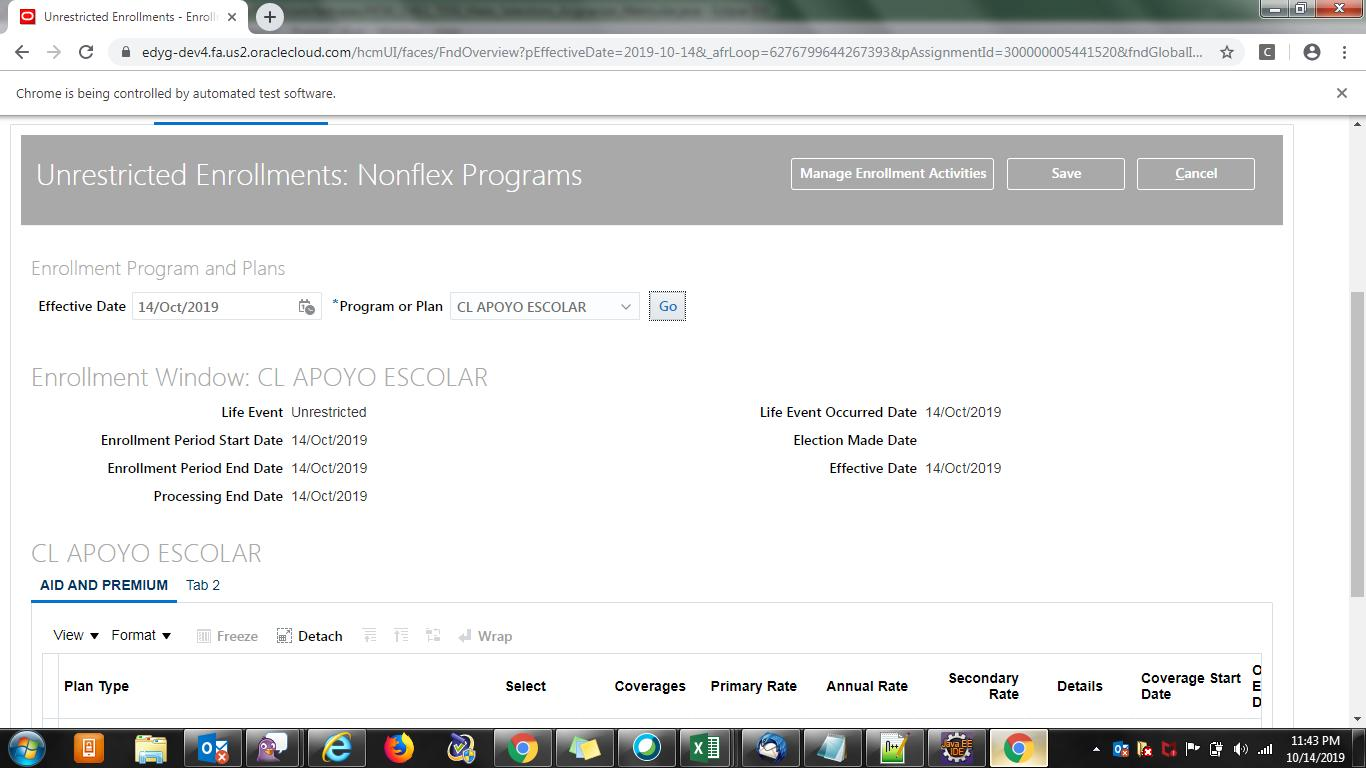 Unrestricted Enrollments - Enroll
edyg-dev4.fa.us2.oraclecloud.com/hcmUI/faces/FndOverview?pEffectiveDate=2019-10-14&_afrLoop=6276799644267393&pAssignmentId=300000005441520&fndGlobalI...
C
Chrome is being controlled by automated test software.
Unrestricted Enrollments: Nonflex Programs
Manage Enrollment Activities
Save
Cancel
Enrollment Program and Plans
Effective Date 14/Oct/2019 *Program or Plan CL APOYO ESCOLAR Go
Enrollment Window: CL APOYO ESCOLAR
Life Event Unrestricted Life Event Occurred Date 14/Oct/2019
Enrollment Period Start Date 14/Oct/2019 Election Made Date
Enrollment Period End Date 14/Oct/2019 Effective Date 14/Oct/2019
Processing End Date 14/Oct/2019
CL APOYO ESCOLAR
AID AND PREMIUM Tab 2
View Format Freeze Detach Wrap
Plan Type Select Coverages Primary Rate Annual Rate Secondary Rate Details Coverage Start Date
11:43 PM
10/14/2019